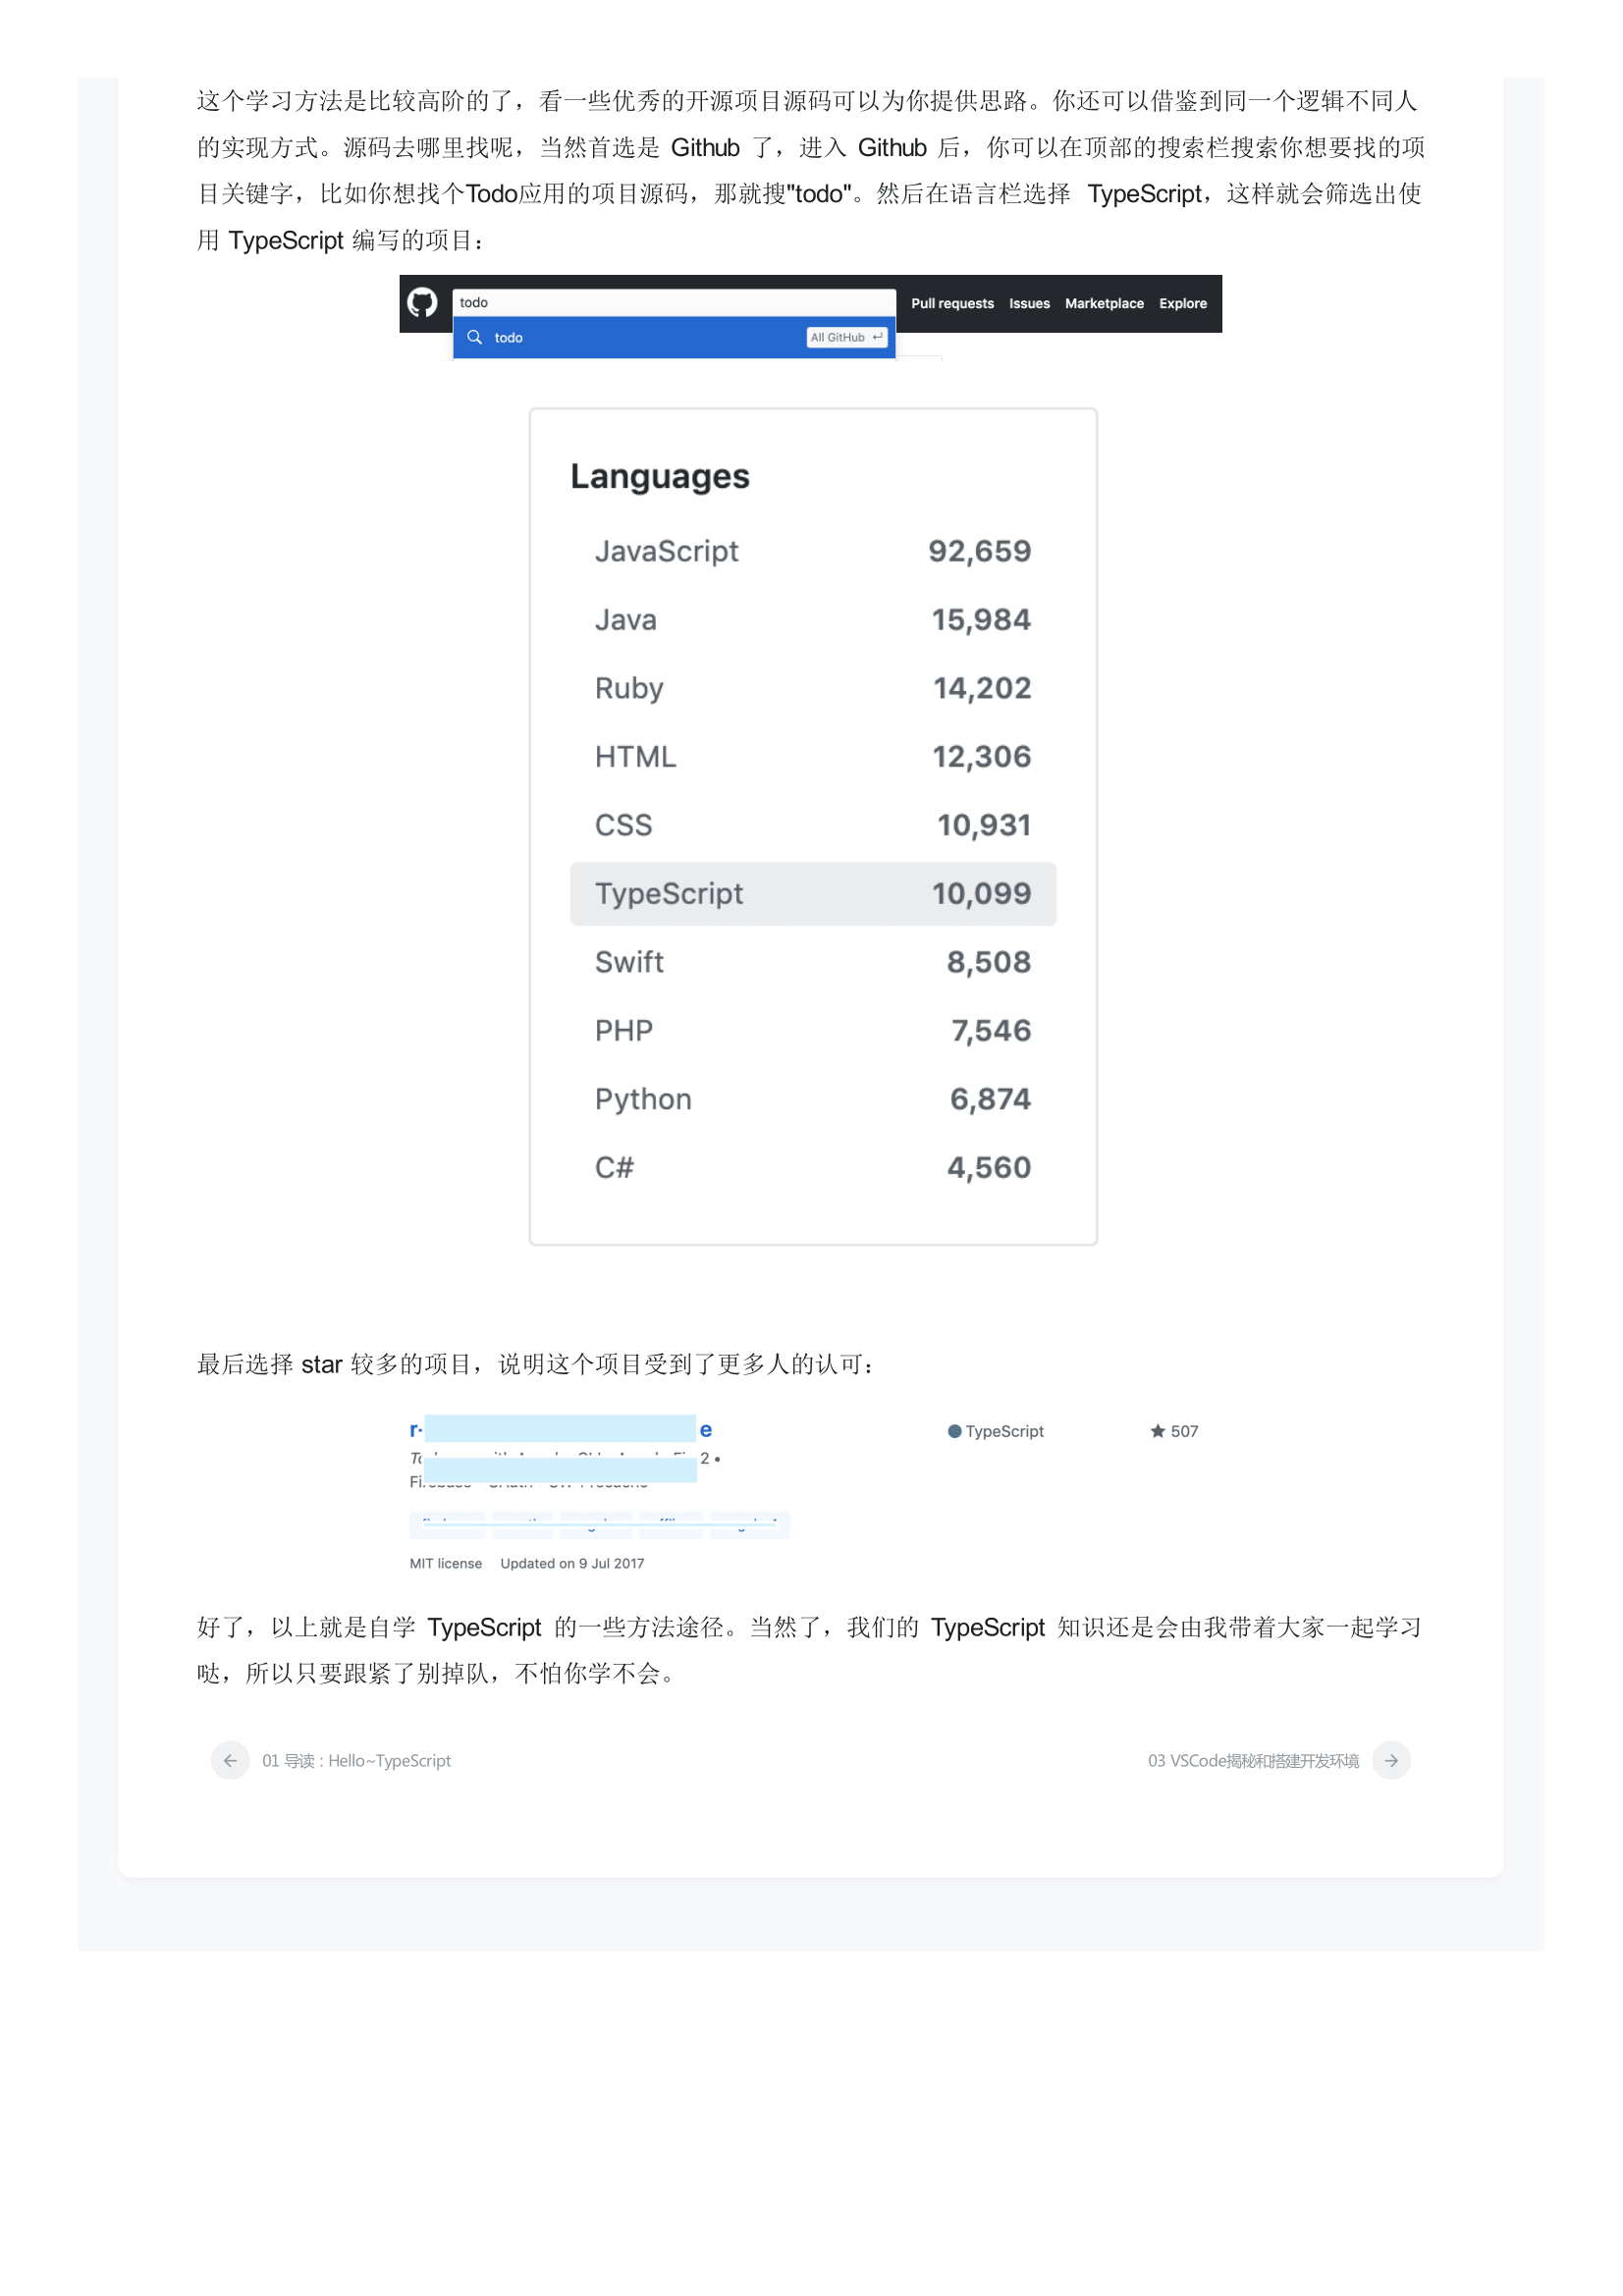 这个学习方法是比较高阶的了，看一些优秀的开源项目源码可以为你提供思路。你还可以借鉴到同一个逻辑不同人
的实现方式。源码去哪里找呢，当然首选是 Github 了，进入 Github 后，你可以在顶部的搜索栏搜索你想要找的项
目关键字，比如你想找个Todo应用的项目源码，那就搜"todo"。然后在语言栏选择 TypeScript，这样就会筛选出使
用 TypeScript 编写的项目：
todo Pull requests Issues Marketplace Explore
todo All GitHub
Languages
JavaScript 92,659
Java 15,984
Ruby 14,202
HTML 12,306
CSS 10,931
TypeScript 10,099
Swift 8,508
PHP 7,546
Python 6,874
C# 4,560
最后选择 star 较多的项目，说明这个项目受到了更多人的认可：
TypeScript ★ 507
2 •
MIT license Updated on 9 Jul 2017
好了，以上就是自学 TypeScript 的一些方法途径。当然了，我们的 TypeScript 知识还是会由我带着大家一起学习
哒，所以只要跟紧了别掉队，不怕你学不会。
← 01 导读：Hello~TypeScript 03 VSCode揭秘和搭建开发环境 →